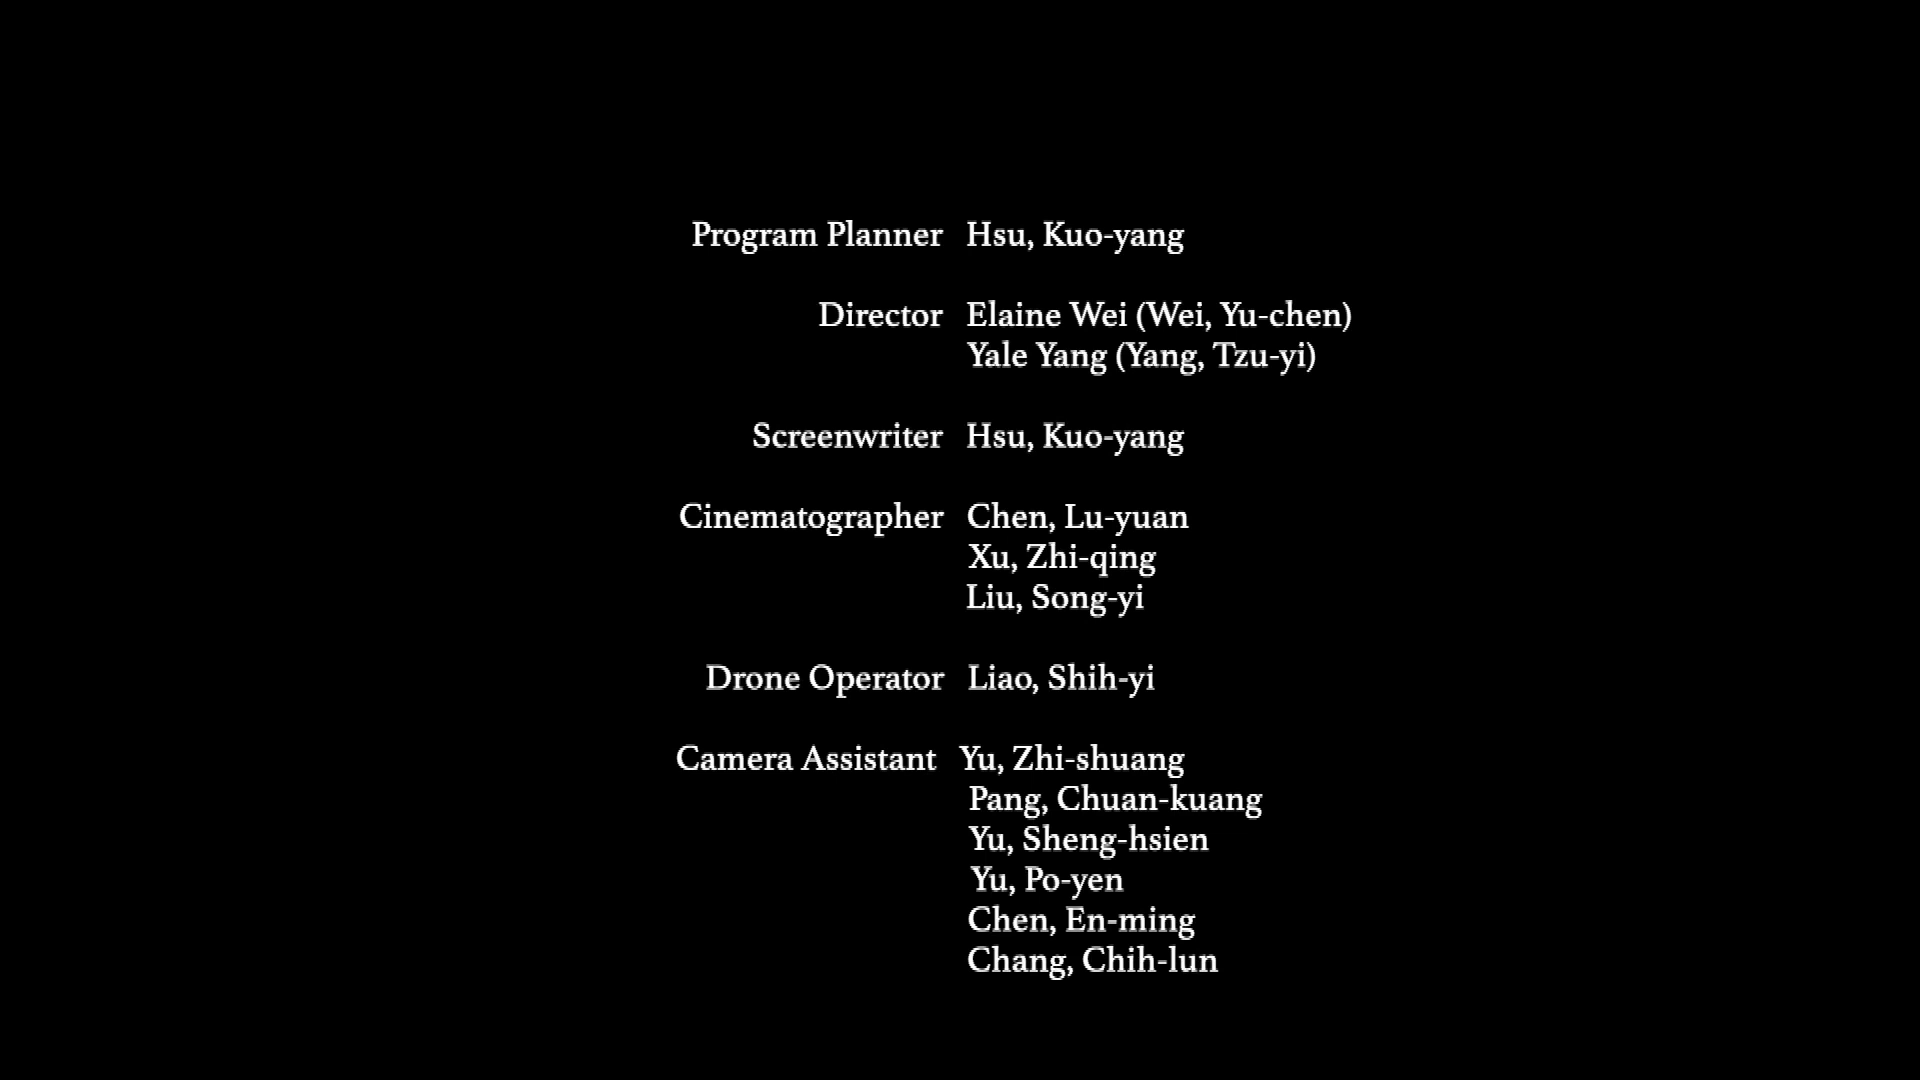 Program Planner Hsu, Kuo-yang
Director Elaine Wei (Wei, Yu-chen)
Yale Yang (Yang, Tzu-yi)
Screenwriter Hsu, Kuo-yang
Cinematographer Chen, Lu-yuan
Xu, Zhi-qing
Liu, Song-yi
Drone Operator Liao, Shih-yi
Camera Assistant Yu, Zhi-shuang
Pang, Chuan-kuang
Yu, Sheng-hsien
Yu, Po-yen
Chen, En-ming
Chang, Chih-lun